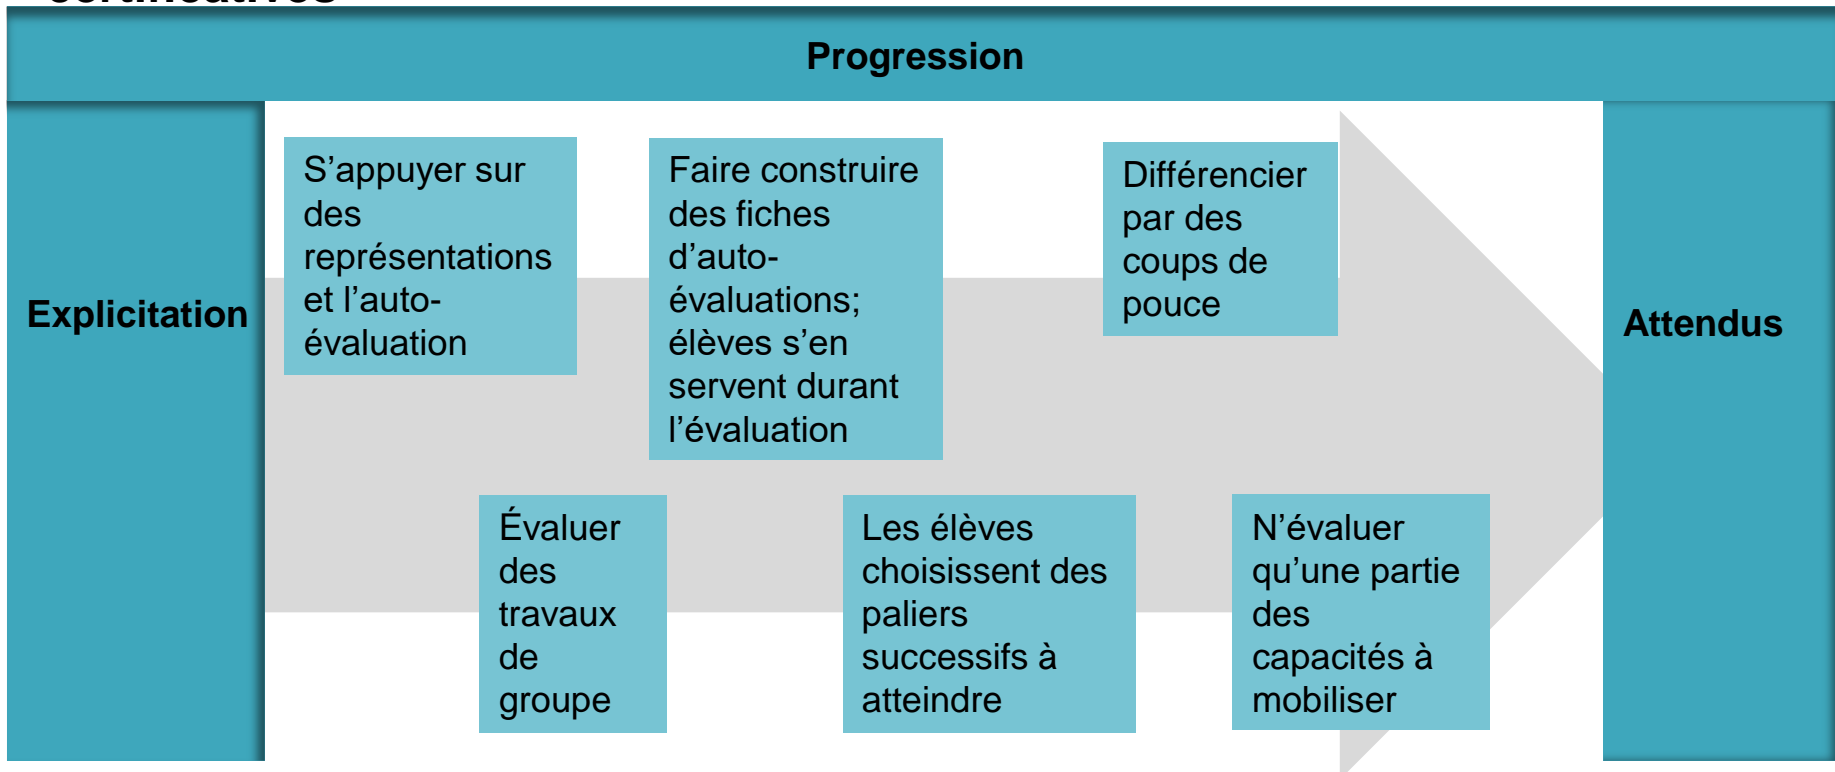 certificatives
Progression
Explicitation
S’appuyer sur
des
représentations
et l’auto-
évaluation
Faire construire
des fiches
d’auto-
évaluations;
élèves s’en
servent durant
l’évaluation
Différencier
par des
coups de
pouce
Attendus
Évaluer
des
travaux
de
groupe
Les élèves
choisissent des
paliers
successifs à
atteindre
N’évaluer
qu’une partie
des
capacités à
mobiliser